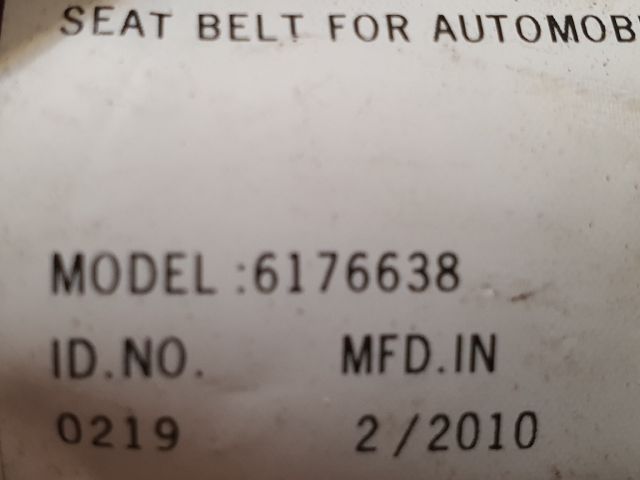 SEAT BELT FOR AUTOMOB
MODEL :6176638
ID.NO. MFD.IN
0219 2/2010